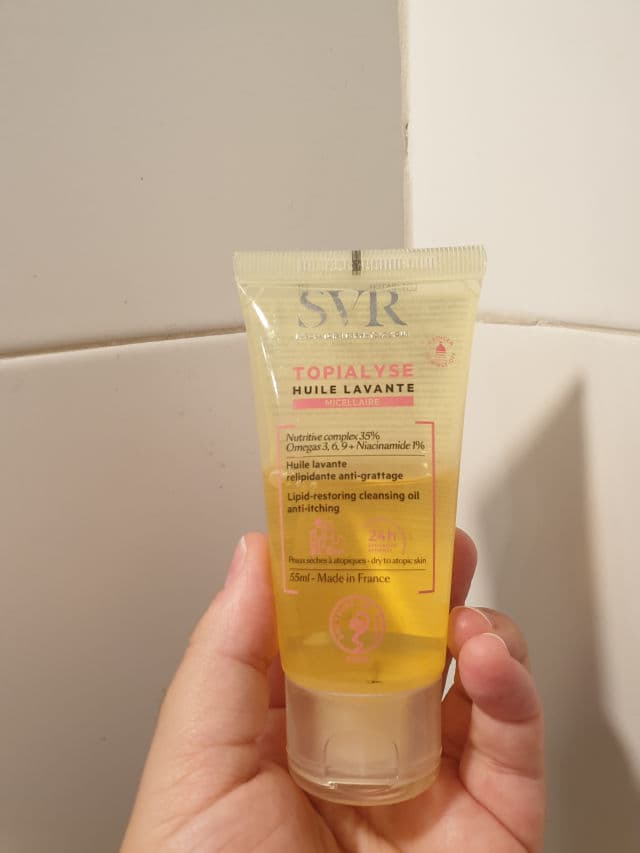 SVR
TOPIALYSE
HUILE LAVANTE
MICELLAIRE
Nutritive complex 35%
Omegas 3, 6, 9 + Niacinamide 1%
Huile lavante
relipidante anti-grattage
Lipid-restoring cleansing oil
anti-itching
24h
Peaux sèches à atopiques - dry to atopic skin
55ml - Made in France